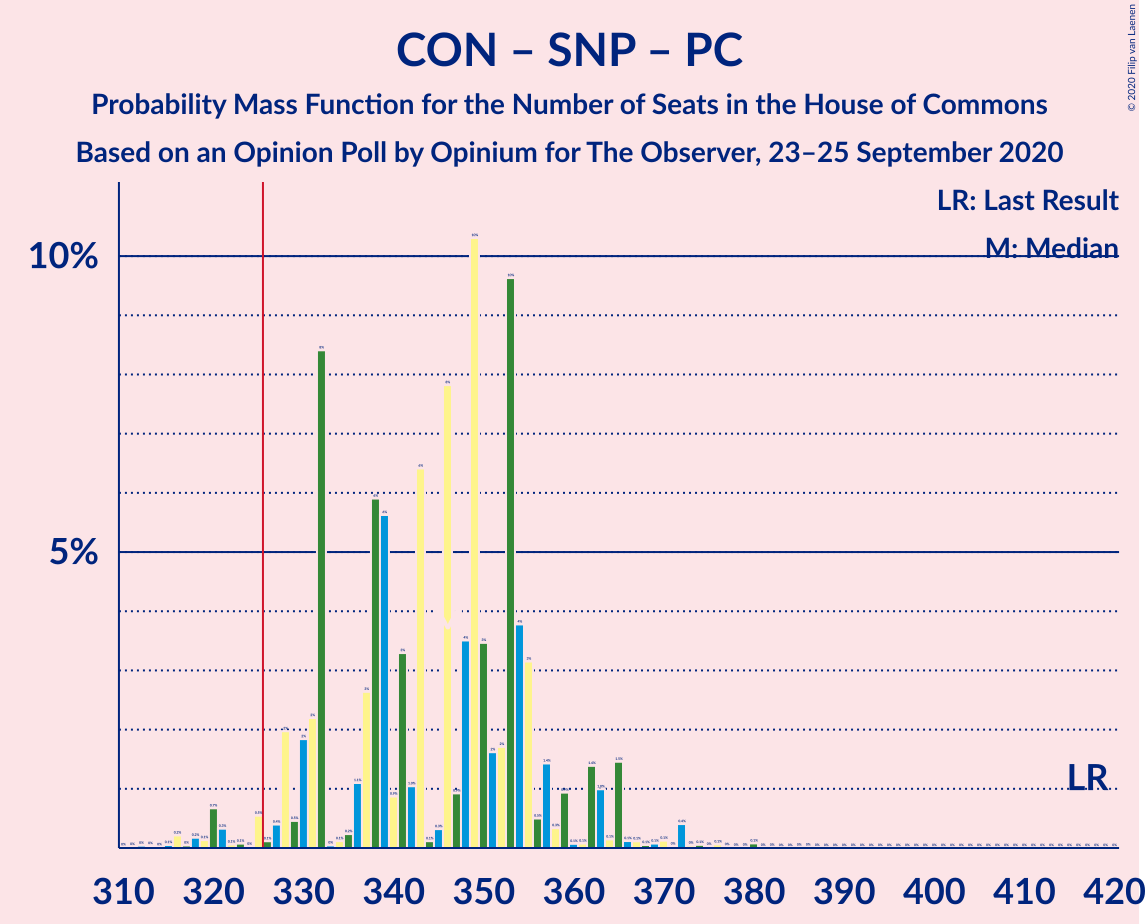 CON – SNP – PC
Probability Mass Function for the Number of Seats in the House of Commons
Based on an Opinion Poll by Opinium for The Observer, 23–25 September 2020
© 2020 Filip van Laenen
LR: Last Result
M: Median
10%
5%
LR
310 320 330 340 350 360 370 380 390 400 410 420